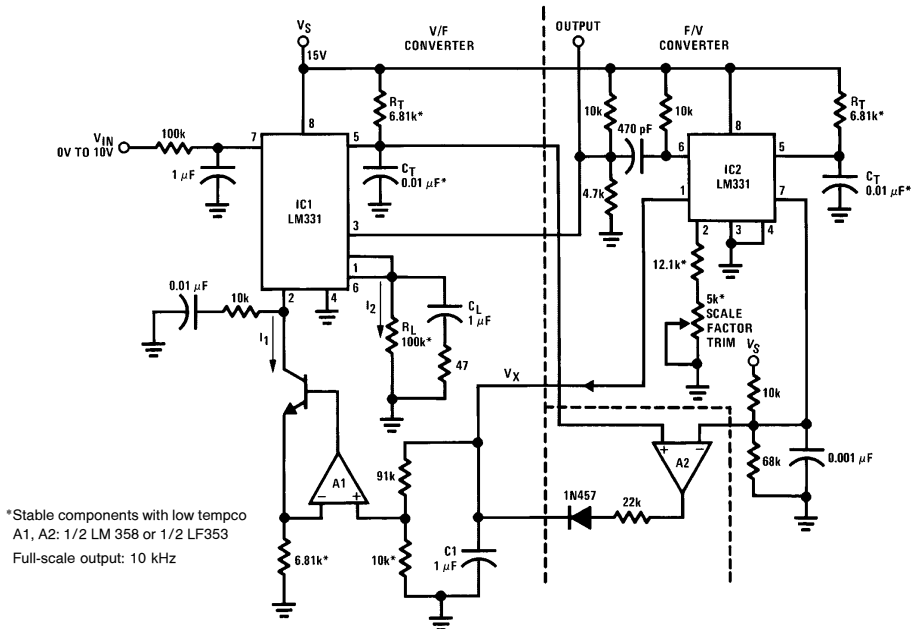 VS
15V
V/F
CONVERTER
OUTPUT
F/V
CONVERTER
VIN
0V TO 10V
100k
7
1 μF
8
5
RT
6.81k*
CT
0.01 μF*
IC1
LM331
3
1
6
2
4
0.01 μF
10k
I1
I2
RL
100k*
CL
1 μF
47
10k
10k
470 pF
4.7k
6
8
5
IC2
LM331
1
7
2
3
4
RT
6.81k*
CT
0.01 μF*
12.1k*
5k*
SCALE
FACTOR
TRIM
VS
10k
68k
0.001 μF
VX
+
−
A2
1N457
22k
91k
10k*
C1
1 μF
A1
−
+
6.81k*
*Stable components with low tempco
A1, A2: 1/2 LM 358 or 1/2 LF353
Full-scale output: 10 kHz